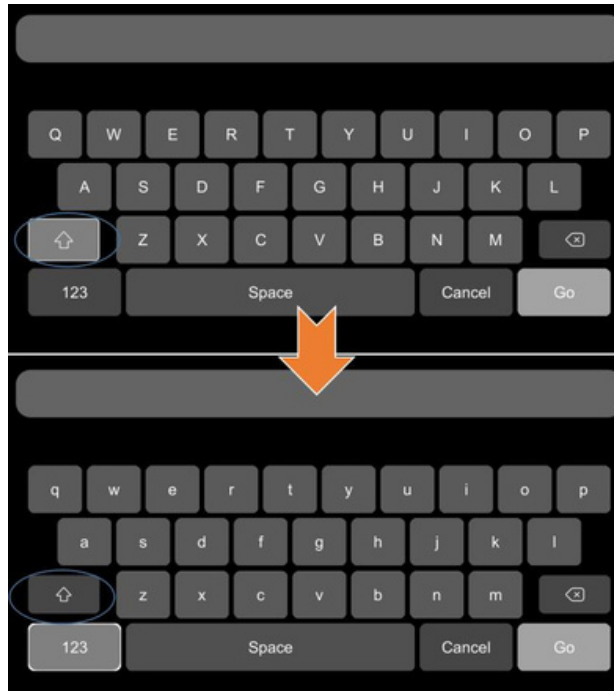 Q W E R T Y U I O P
A S D F G H J K L
Z X C V B N M
123 Space Cancel Go
q w e r t y u i o p
a s d f g h j k l
z x c v b n m
123 Space Cancel Go